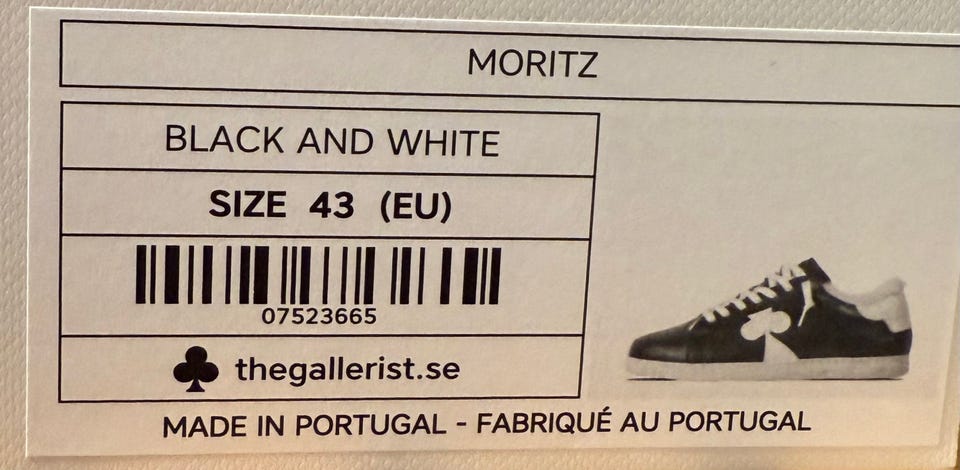 MORITZ
BLACK AND WHITE
SIZE 43 (EU)
07523665
thegallerist.se
MADE IN PORTUGAL - FABRIQUÉ AU PORTUGAL